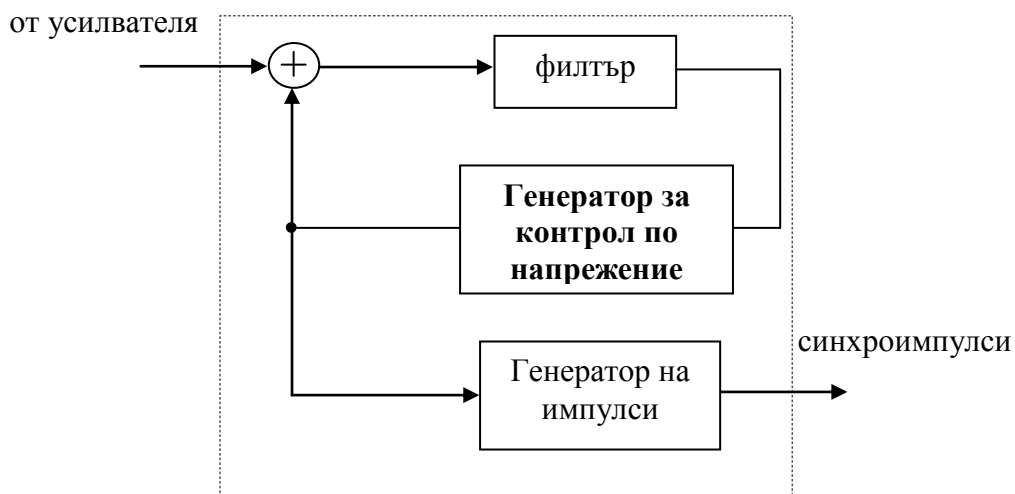 от усилвателя
+
филтър
Генератор за
контрол по
напрежение
синхроимпулси
Генератор на
импулси